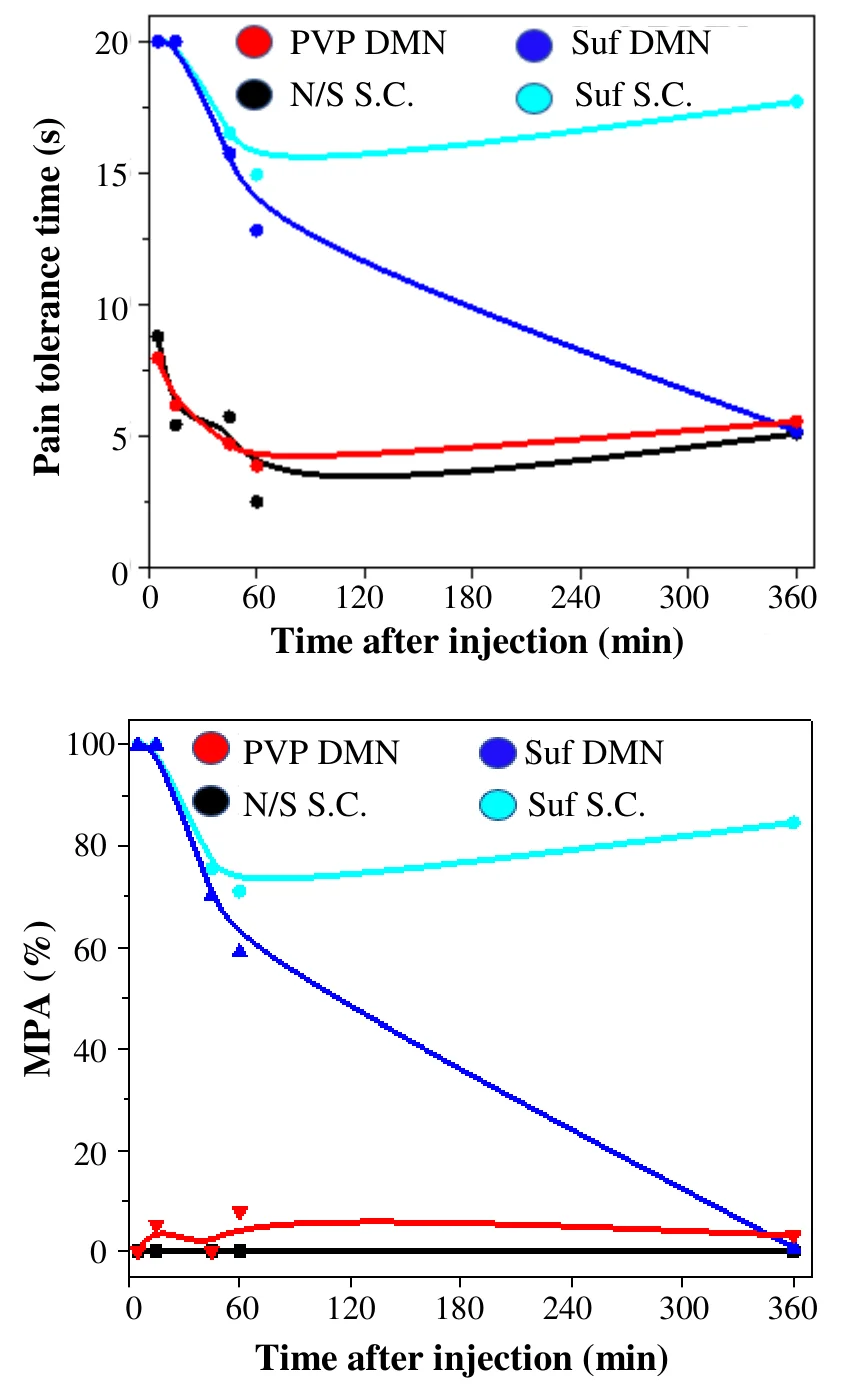 PVP DMN Suf DMN
N/S S.C. Suf S.C.
20
15
10
5
0
Pain tolerance time (s)
0 60 120 180 240 300 360
Time after injection (min)
PVP DMN Suf DMN
N/S S.C. Suf S.C.
100
80
60
40
20
0
MPA (%)
0 60 120 180 240 300 360
Time after injection (min)